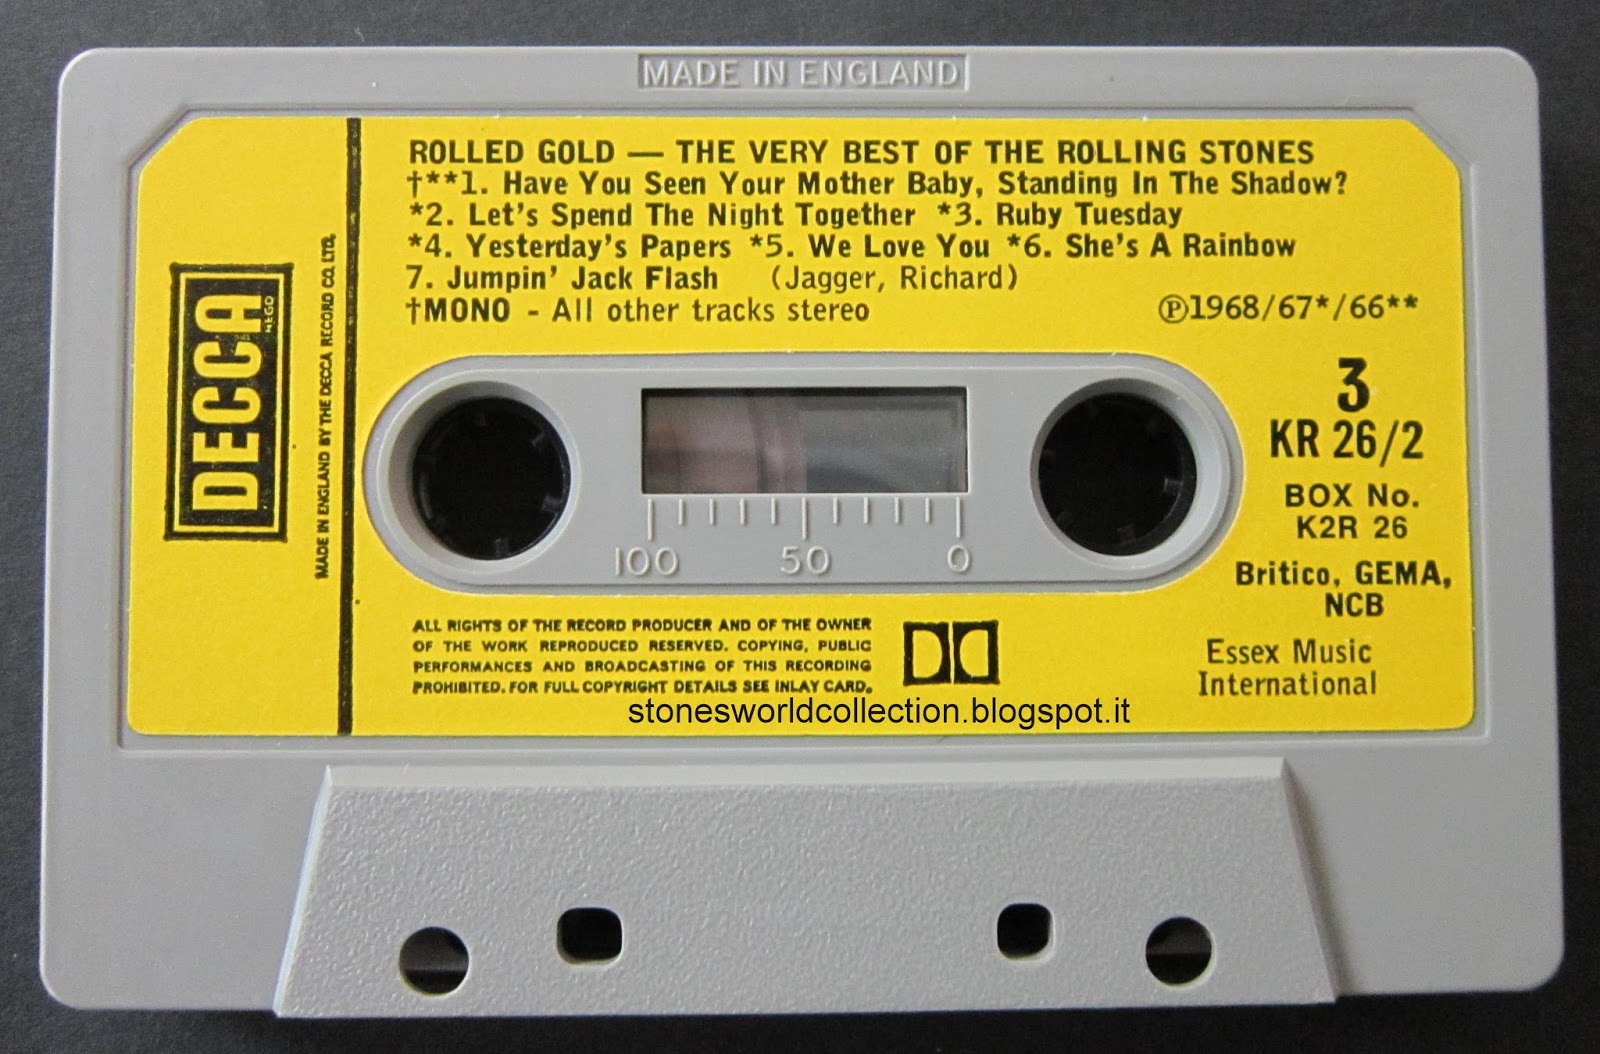 MADE IN ENGLAND
ROLLED GOLD — THE VERY BEST OF THE ROLLING STONES
†**1. Have You Seen Your Mother Baby, Standing In The Shadow?
*2. Let's Spend The Night Together *3. Ruby Tuesday
*4. Yesterday's Papers *5. We Love You *6. She's A Rainbow
7. Jumpin' Jack Flash (Jagger, Richard)
†MONO - All other tracks stereo
℗1968/67*/66**
DECCA
REGD
MADE IN ENGLAND BY THE DECCA RECORD CO. LTD.
3
KR 26/2
BOX No.
K2R 26
Britico, GEMA,
NCB
Essex Music
International
100 50 0
ALL RIGHTS OF THE RECORD PRODUCER AND OF THE OWNER
OF THE WORK REPRODUCED RESERVED. COPYING, PUBLIC
PERFORMANCES AND BROADCASTING OF THIS RECORDING
PROHIBITED. FOR FULL COPYRIGHT DETAILS SEE INLAY CARD.
stonesworldcollection.blogspot.it